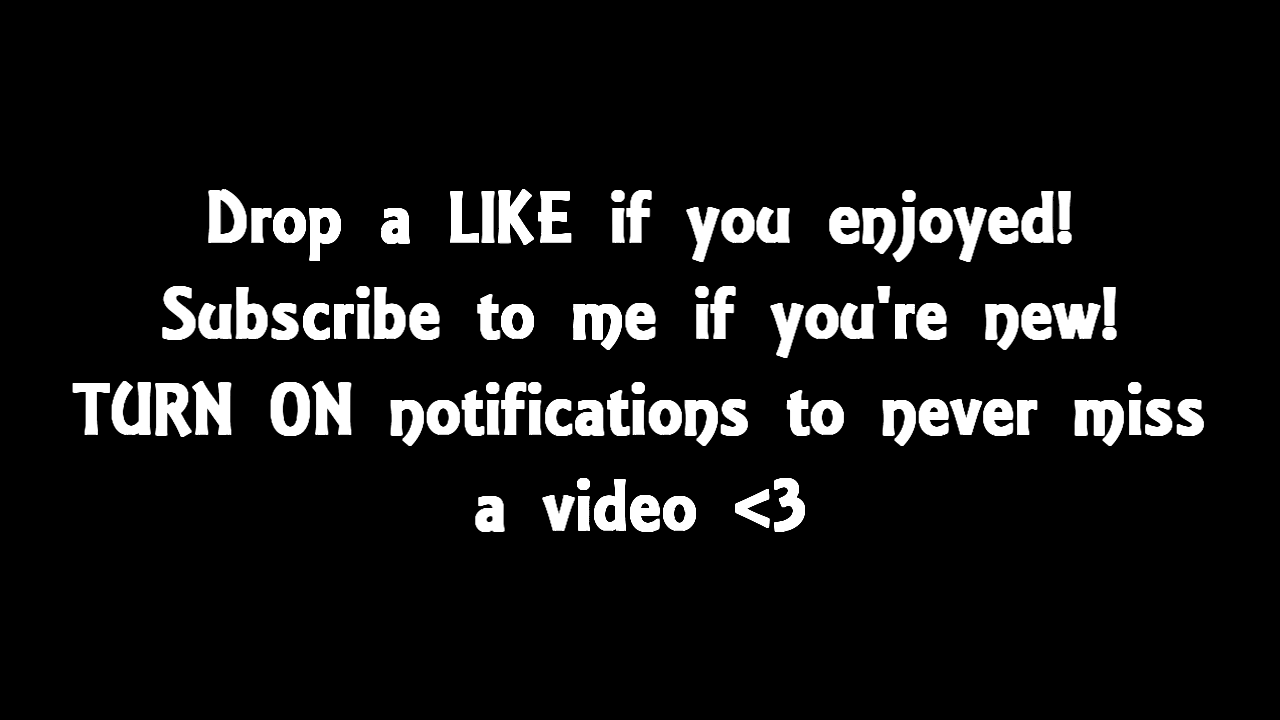 Drop a LIKE if you enjoyed!
Subscribe to me if you're new!
TURN ON notifications to never miss
a video <3